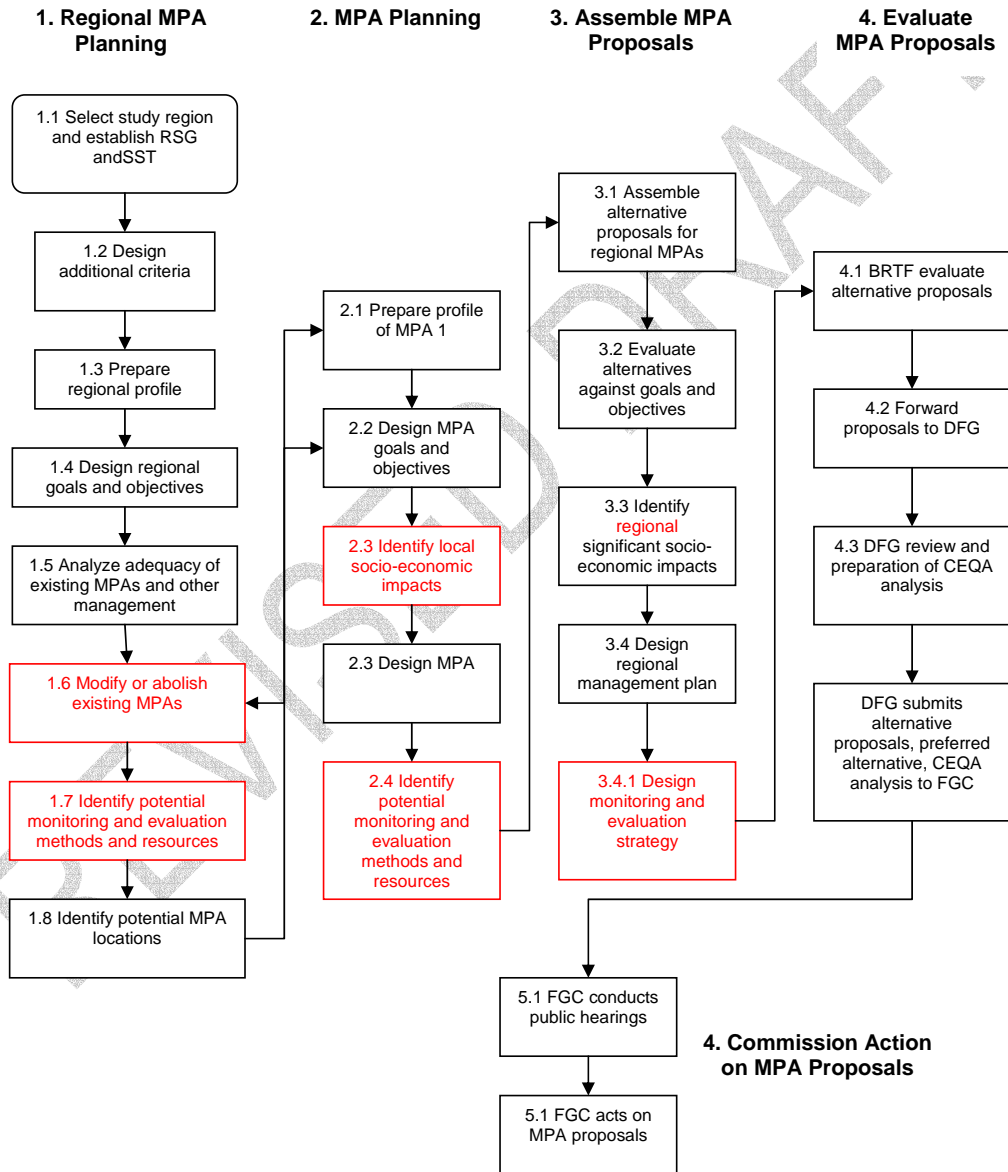 1. Regional MPA
Planning
1.1 Select study region
and establish RSG
andSST
1.2 Design
additional criteria
1.3 Prepare
regional profile
1.4 Design regional
goals and objectives
1.5 Analyze adequacy of
existing MPAs and other
management
1.6 Modify or abolish
existing MPAs
1.7 Identify potential
monitoring and evaluation
methods and resources
1.8 Identify potential MPA
locations
2. MPA Planning
2.1 Prepare profile
of MPA 1
2.2 Design MPA
goals and
objectives
2.3 Identify local
socio-economic
impacts
2.3 Design MPA
2.4 Identify
potential
monitoring and
evaluation
methods and
resources
3. Assemble MPA
Proposals
3.1 Assemble
alternative
proposals for
regional MPAs
3.2 Evaluate
alternatives
against goals and
objectives
3.3 Identify
regional
significant socio-
economic impacts
3.4 Design
regional
management plan
3.4.1 Design
monitoring and
evaluation
strategy
4. Evaluate
MPA Proposals
4.1 BRTF evaluate
alternative proposals
4.2 Forward
proposals to DFG
4.3 DFG review and
preparation of CEQA
analysis
DFG submits
alternative
proposals, preferred
alternative, CEQA
analysis to FGC
5.1 FGC conducts
public hearings
4. Commission Action
on MPA Proposals
5.1 FGC acts on
MPA proposals
REVISED DRAFT